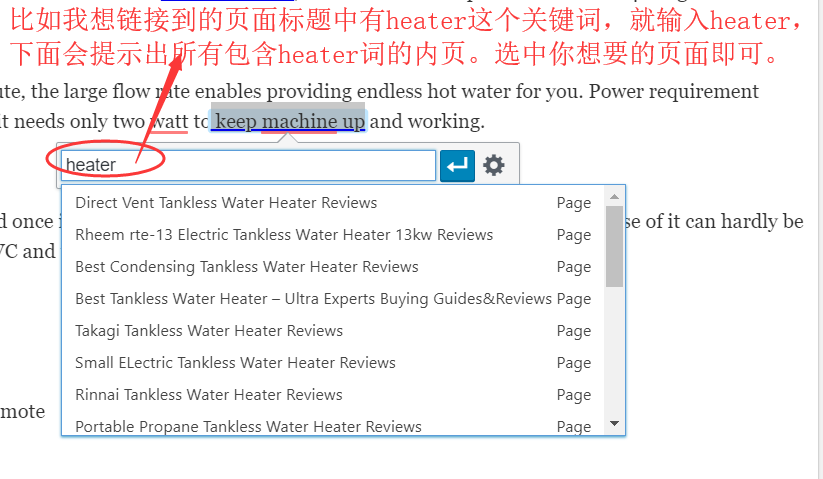 比如我想链接到的页面标题中有heater这个关键词，就输入heater，
下面会提示出所有包含heater词的内页。选中你想要的页面即可。
ute, the large flow rate enables providing endless hot water for you. Power requirement
it needs only two watt to keep machine up and working.
heater
Direct Vent Tankless Water Heater Reviews Page
d once i se of it can hardly be
Rheem rte-13 Electric Tankless Water Heater 13kw Reviews Page
VC and
Best Condensing Tankless Water Heater Reviews Page
Best Tankless Water Heater – Ultra Experts Buying Guides&Reviews Page
Takagi Tankless Water Heater Reviews Page
Small ELectric Tankless Water Heater Reviews Page
Rinnai Tankless Water Heater Reviews Page
mote
Portable Propane Tankless Water Heater Reviews Page